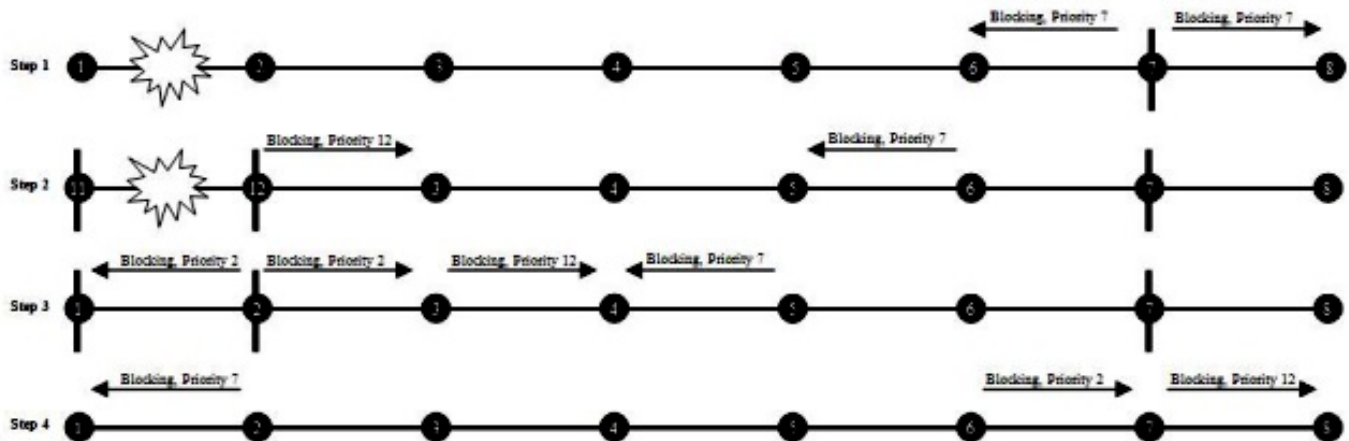 Blocking, Priority 7 Blocking, Priority 7
Step 1 1 2 3 4 5 6 7 8
Blocking, Priority 12 Blocking, Priority 7
Step 2 11 12 3 4 5 6 7 8
Blocking, Priority 2 Blocking, Priority 2 Blocking, Priority 12 Blocking, Priority 7
Step 3 1 2 3 4 5 6 7 8
Blocking, Priority 7 Blocking, Priority 2 Blocking, Priority 12
Step 4 1 2 3 4 5 6 7 8